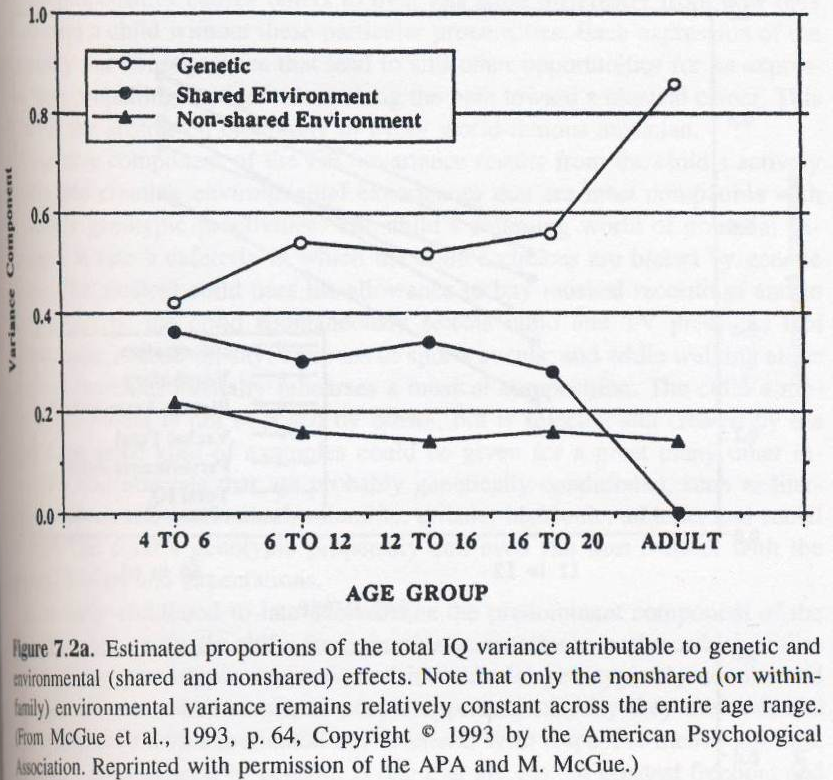 1.0
Genetic
Shared Environment
Non-shared Environment
0.8
0.6
0.4
0.2
0.0
Variance Component
4 TO 6 6 TO 12 12 TO 16 16 TO 20 ADULT
AGE GROUP
Figure 7.2a. Estimated proportions of the total IQ variance attributable to genetic and
environmental (shared and nonshared) effects. Note that only the nonshared (or within-
family) environmental variance remains relatively constant across the entire age range.
(From McGue et al., 1993, p. 64, Copyright © 1993 by the American Psychological
Association. Reprinted with permission of the APA and M. McGue.)